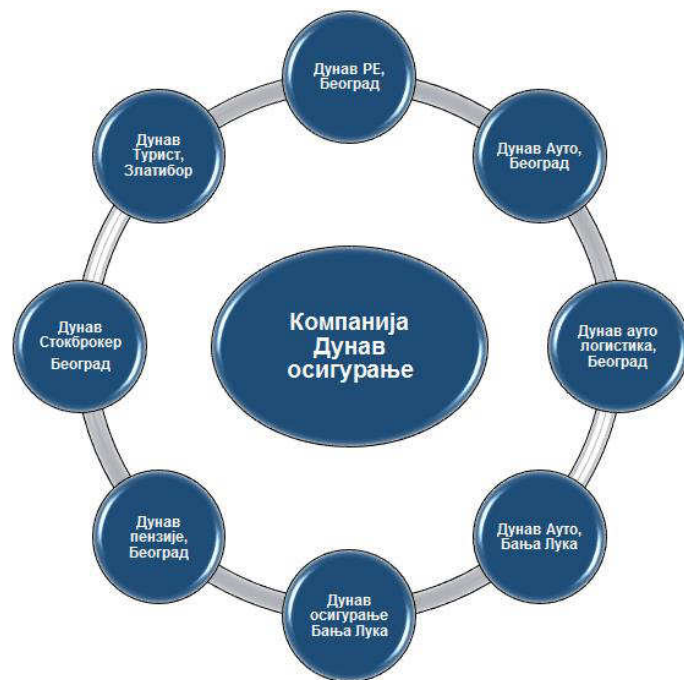 Дунав РЕ,
Београд
Дунав Ауто,
Београд
Дунав ауто
логистика,
Београд
Дунав Ауто,
Бања Лука
Дунав
осигурање
Бања Лука
Дунав
пензије,
Београд
Дунав
Стокброкер
Београд
Дунав
Турист,
Златибор
Компанија
Дунав
осигурање